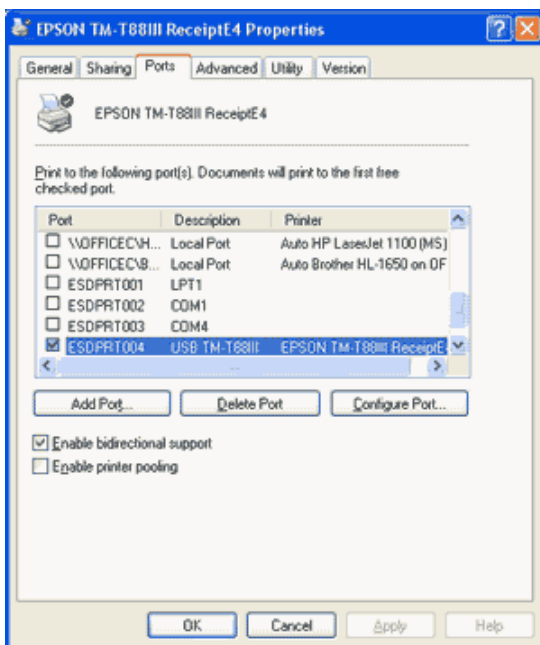 EPSON TM-T88III ReceiptE4 Properties
General Sharing Ports Advanced Utility Version
EPSON TM-T88III ReceiptE4
Print to the following port(s). Documents will print to the first free
checked port.
Port Description Printer
\\OFFICEC\H... Local Port Auto HP LaserJet 1100 (MS)
\\OFFICEC\B... Local Port Auto Brother HL-1650 on OF
ESDPRT001 LPT1
ESDPRT002 COM1
ESDPRT003 COM4
ESDPRT004 USB TM-T88III EPSON TM-T88III ReceiptE
Add Port... Delete Port Configure Port...
Enable bidirectional support
Enable printer pooling
OK Cancel Apply Help